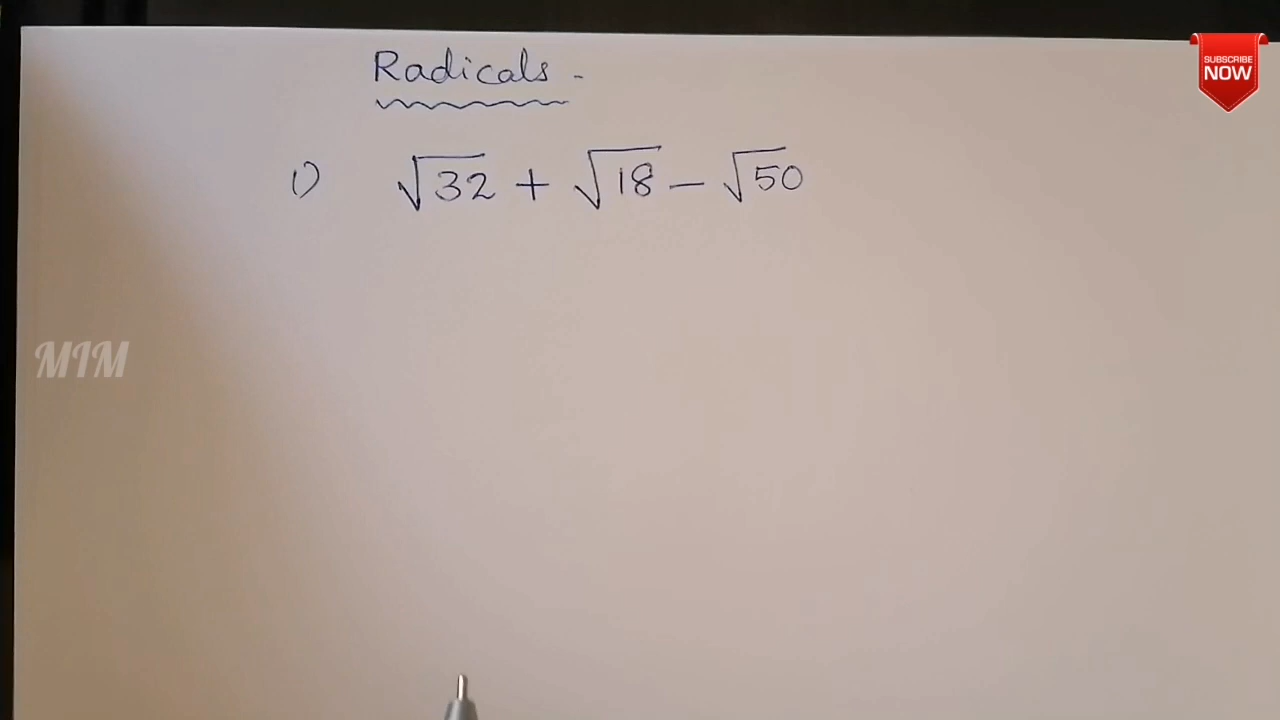 Radicals -
SUBSCRIBE
NOW
1) √32 + √18 - √50
MIM